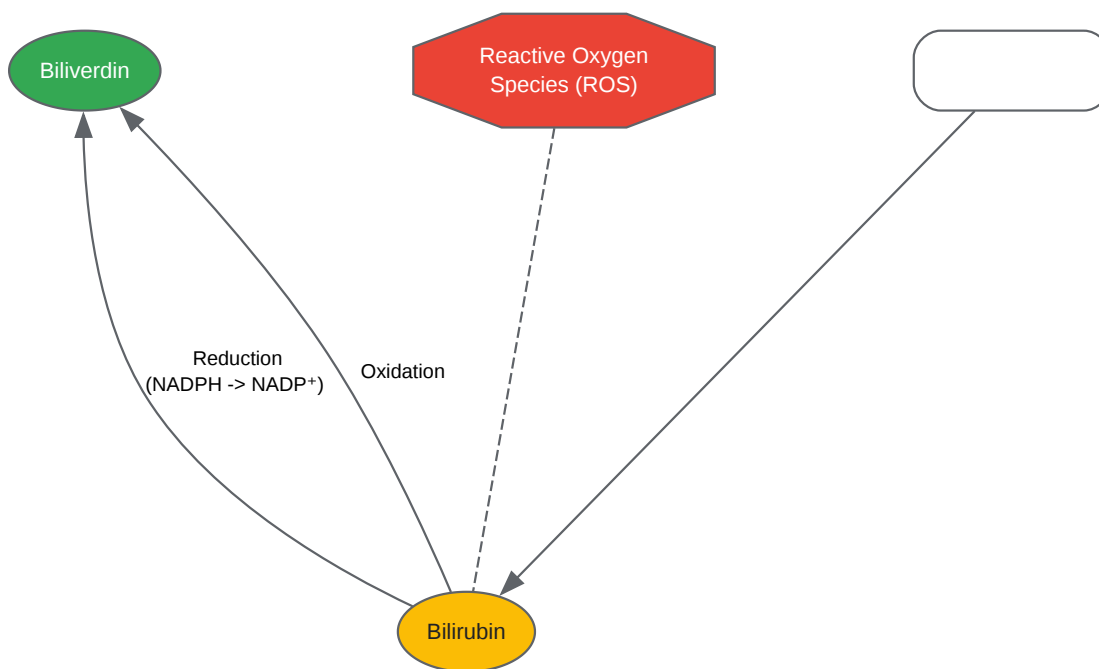 Biliverdin
Reactive Oxygen
Species (ROS)
Reduction
(NADPH -> NADP⁺)
Oxidation
Bilirubin